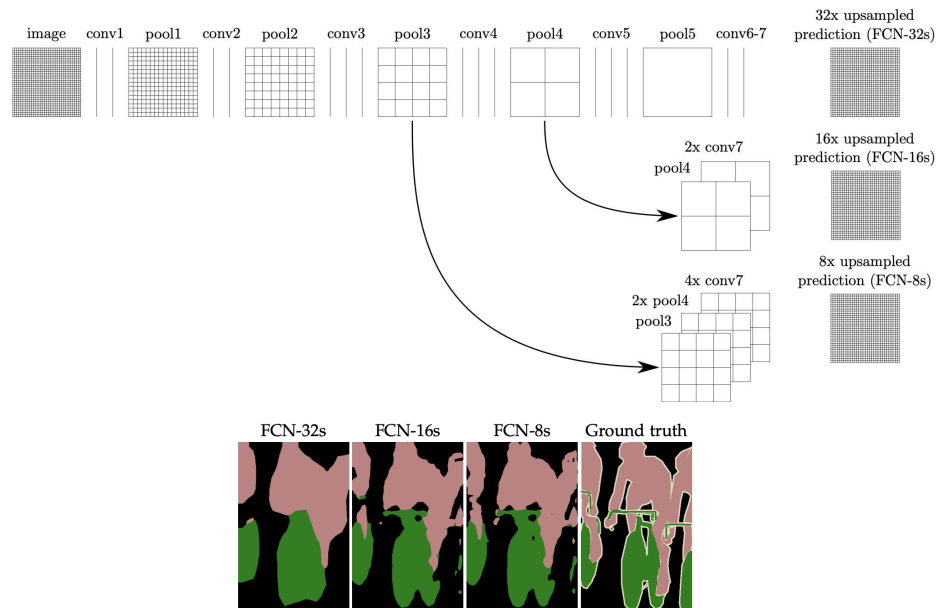 image conv1 pool1 conv2 pool2 conv3 pool3 conv4 pool4 conv5 pool5 conv6-7
32x upsampled
prediction (FCN-32s)
16x upsampled
prediction (FCN-16s)
2x conv7
pool4
8x upsampled
prediction (FCN-8s)
4x conv7
2x pool4
pool3
FCN-32s FCN-16s FCN-8s Ground truth